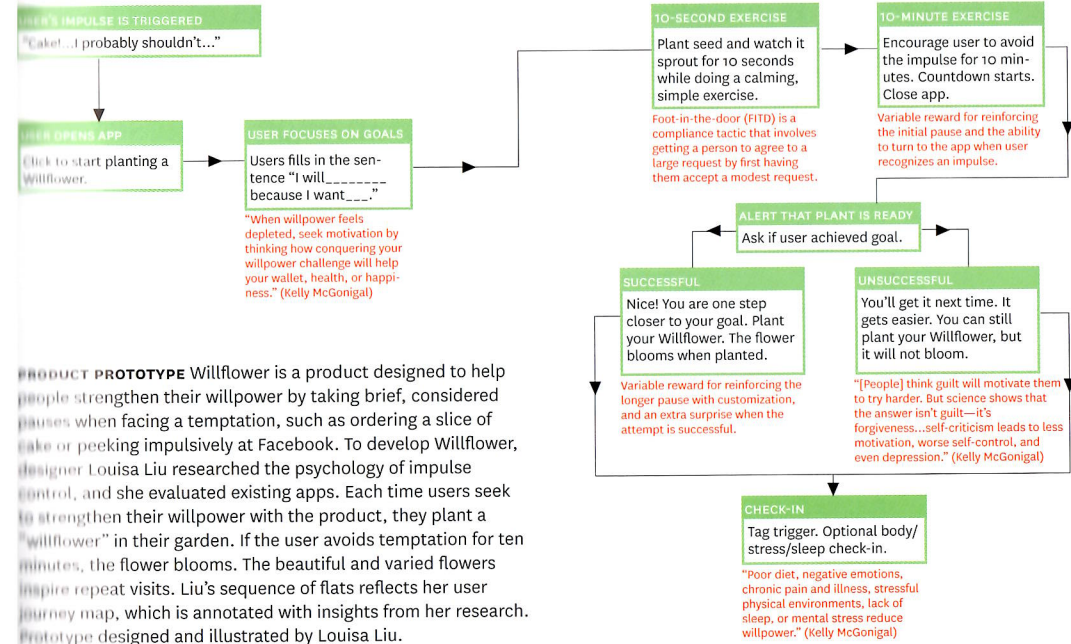 USER'S IMPULSE IS TRIGGERED
"Cake!...I probably shouldn't..."
USER OPENS APP
Click to start planting a
Willflower.
USER FOCUSES ON GOALS
Users fills in the sen-
tence "I will________
because I want___."
"When willpower feels
depleted, seek motivation by
thinking how conquering your
willpower challenge will help
your wallet, health, or happi-
ness." (Kelly McGonigal)
10-SECOND EXERCISE
Plant seed and watch it
sprout for 10 seconds
while doing a calming,
simple exercise.
Foot-in-the-door (FITD) is a
compliance tactic that involves
getting a person to agree to a
large request by first having
them accept a modest request.
10-MINUTE EXERCISE
Encourage user to avoid
the impulse for 10 min-
utes. Countdown starts.
Close app.
Variable reward for reinforcing
the initial pause and the ability
to turn to the app when user
recognizes an impulse.
ALERT THAT PLANT IS READY
Ask if user achieved goal.
SUCCESSFUL
Nice! You are one step
closer to your goal. Plant
your Willflower. The flower
blooms when planted.
Variable reward for reinforcing the
longer pause with customization,
and an extra surprise when the
attempt is successful.
UNSUCCESSFUL
You'll get it next time. It
gets easier. You can still
plant your Willflower, but
it will not bloom.
"[People] think guilt will motivate them
to try harder. But science shows that
the answer isn't guilt—it's
forgiveness...self-criticism leads to less
motivation, worse self-control, and
even depression." (Kelly McGonigal)
CHECK-IN
Tag trigger. Optional body/
stress/sleep check-in.
"Poor diet, negative emotions,
chronic pain and illness, stressful
physical environments, lack of
sleep, or mental stress reduce
willpower." (Kelly McGonigal)
PRODUCT PROTOTYPE Willflower is a product designed to help
people strengthen their willpower by taking brief, considered
pauses when facing a temptation, such as ordering a slice of
cake or peeking impulsively at Facebook. To develop Willflower,
designer Louisa Liu researched the psychology of impulse
control, and she evaluated existing apps. Each time users seek
to strengthen their willpower with the product, they plant a
"willflower" in their garden. If the user avoids temptation for ten
minutes, the flower blooms. The beautiful and varied flowers
inspire repeat visits. Liu's sequence of flats reflects her user
journey map, which is annotated with insights from her research.
Prototype designed and illustrated by Louisa Liu.